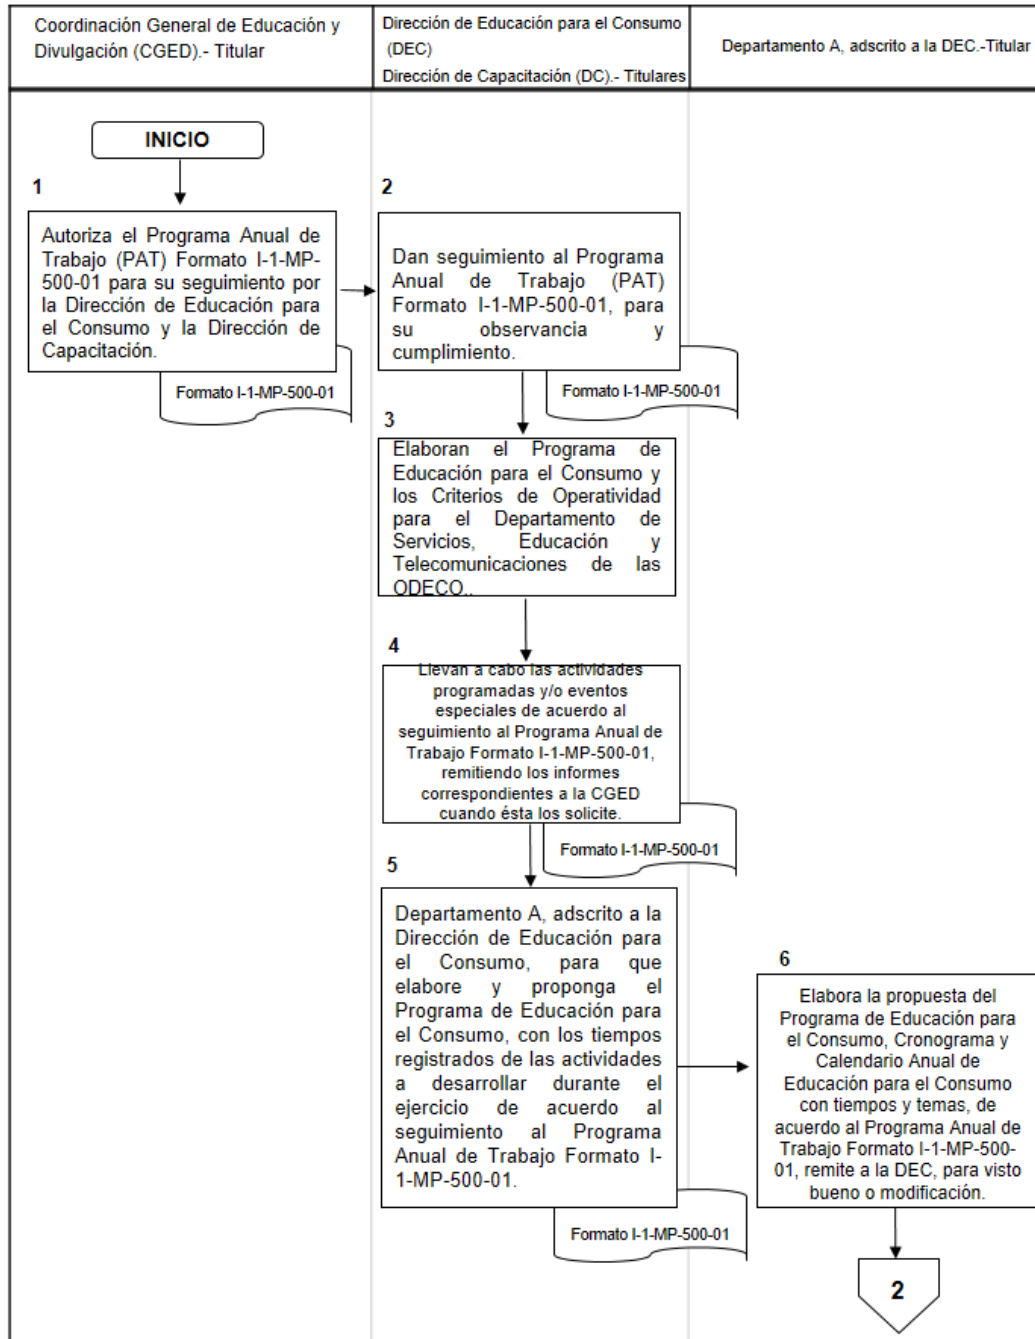 Coordinación General de Educación y
Divulgación (CGED).- Titular
Dirección de Educación para el Consumo
(DEC)
Dirección de Capacitación (DC).- Titulares
Departamento A, adscrito a la DEC.-Titular
INICIO
1
Autoriza el Programa Anual de
Trabajo (PAT) Formato I-1-MP-
500-01 para su seguimiento por
la Dirección de Educación para
el Consumo y la Dirección de
Capacitación.
Formato I-1-MP-500-01
2
Dan seguimiento al Programa
Anual de Trabajo (PAT)
Formato I-1-MP-500-01, para
su observancia y
cumplimiento.
Formato I-1-MP-500-01
3
Elaboran el Programa de
Educación para el Consumo y
los Criterios de Operatividad
para el Departamento de
Servicios, Educación y
Telecomunicaciones de las
ODECO..
4
Llevan a cabo las actividades
programadas y/o eventos
especiales de acuerdo al
seguimiento al Programa Anual de
Trabajo Formato I-1-MP-500-01,
remitiendo los informes
correspondientes a la CGED
cuando ésta los solicite.
Formato I-1-MP-500-01
5
Departamento A, adscrito a la
Dirección de Educación para
el Consumo, para que
elabore y proponga el
Programa de Educación para
el Consumo, con los tiempos
registrados de las actividades
a desarrollar durante el
ejercicio de acuerdo al
seguimiento al Programa
Anual de Trabajo Formato I-
1-MP-500-01.
Formato I-1-MP-500-01
6
Elabora la propuesta del
Programa de Educación para
el Consumo, Cronograma y
Calendario Anual de
Educación para el Consumo
con tiempos y temas, de
acuerdo al Programa Anual de
Trabajo Formato I-1-MP-500-
01, remite a la DEC, para visto
bueno o modificación.
2